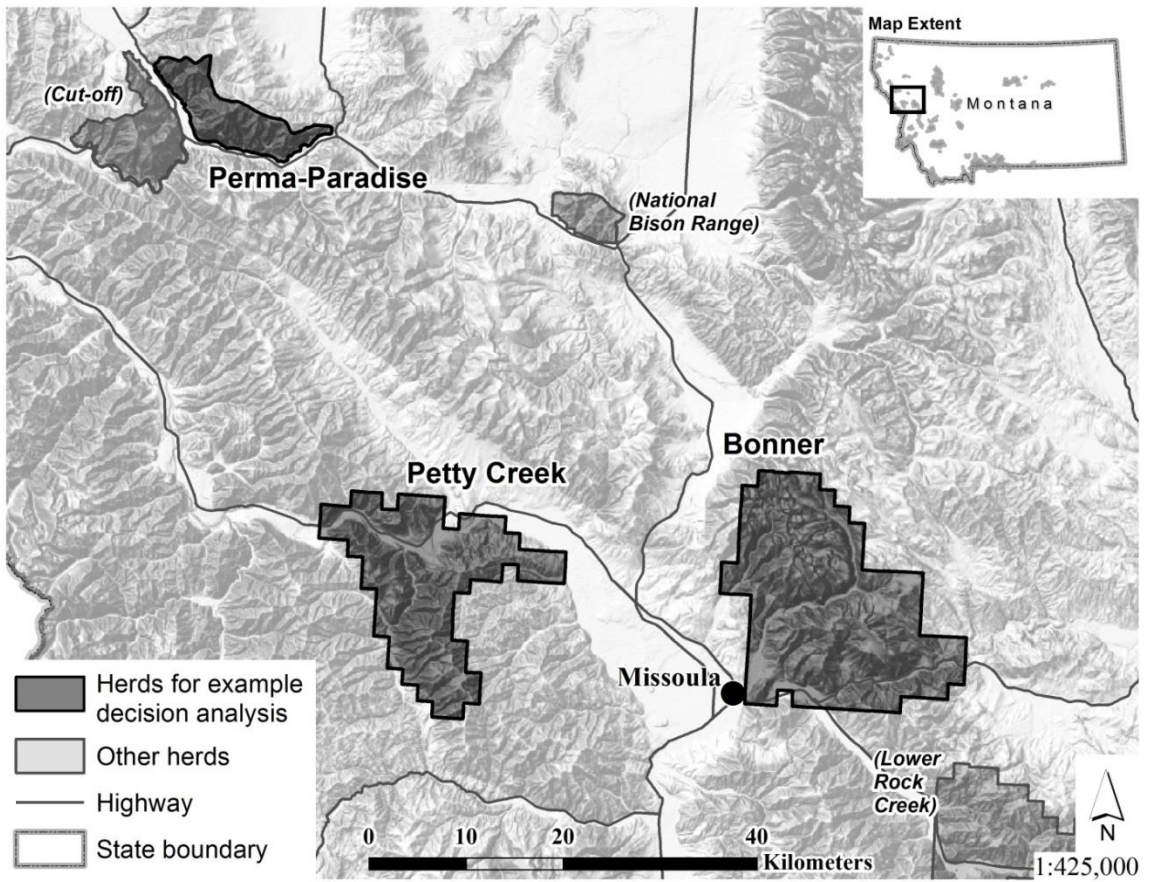 Map Extent
Montana
(Cut-off)
Perma-Paradise
(National
Bison Range)
Petty Creek
Bonner
Missoula
(Lower
Rock
Creek)
Herds for example
decision analysis
Other herds
Highway
State boundary
0 10 20 40
Kilometers
N
1:425,000